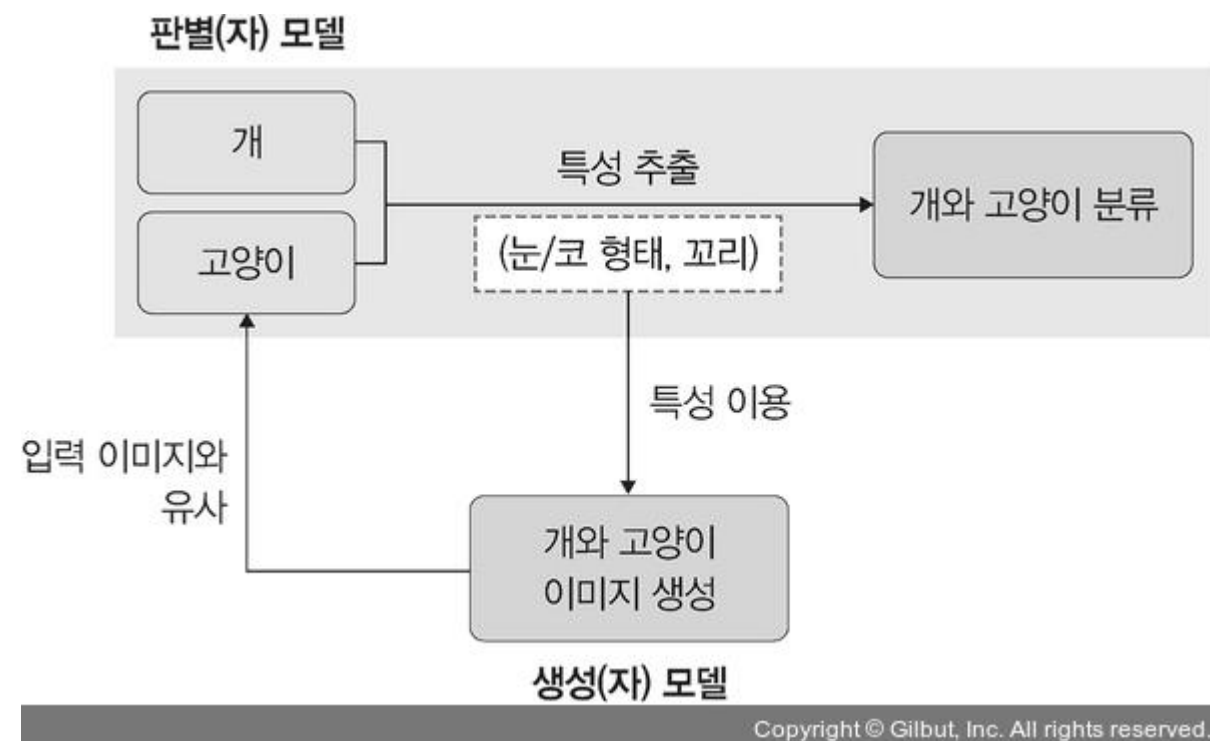 판별(자) 모델
개
고양이
특성 추출
(눈/코 형태, 꼬리)
개와 고양이 분류
특성 이용
입력 이미지와
유사
개와 고양이
이미지 생성
생성(자) 모델
Copyright © Gilbut, Inc. All rights reserved.